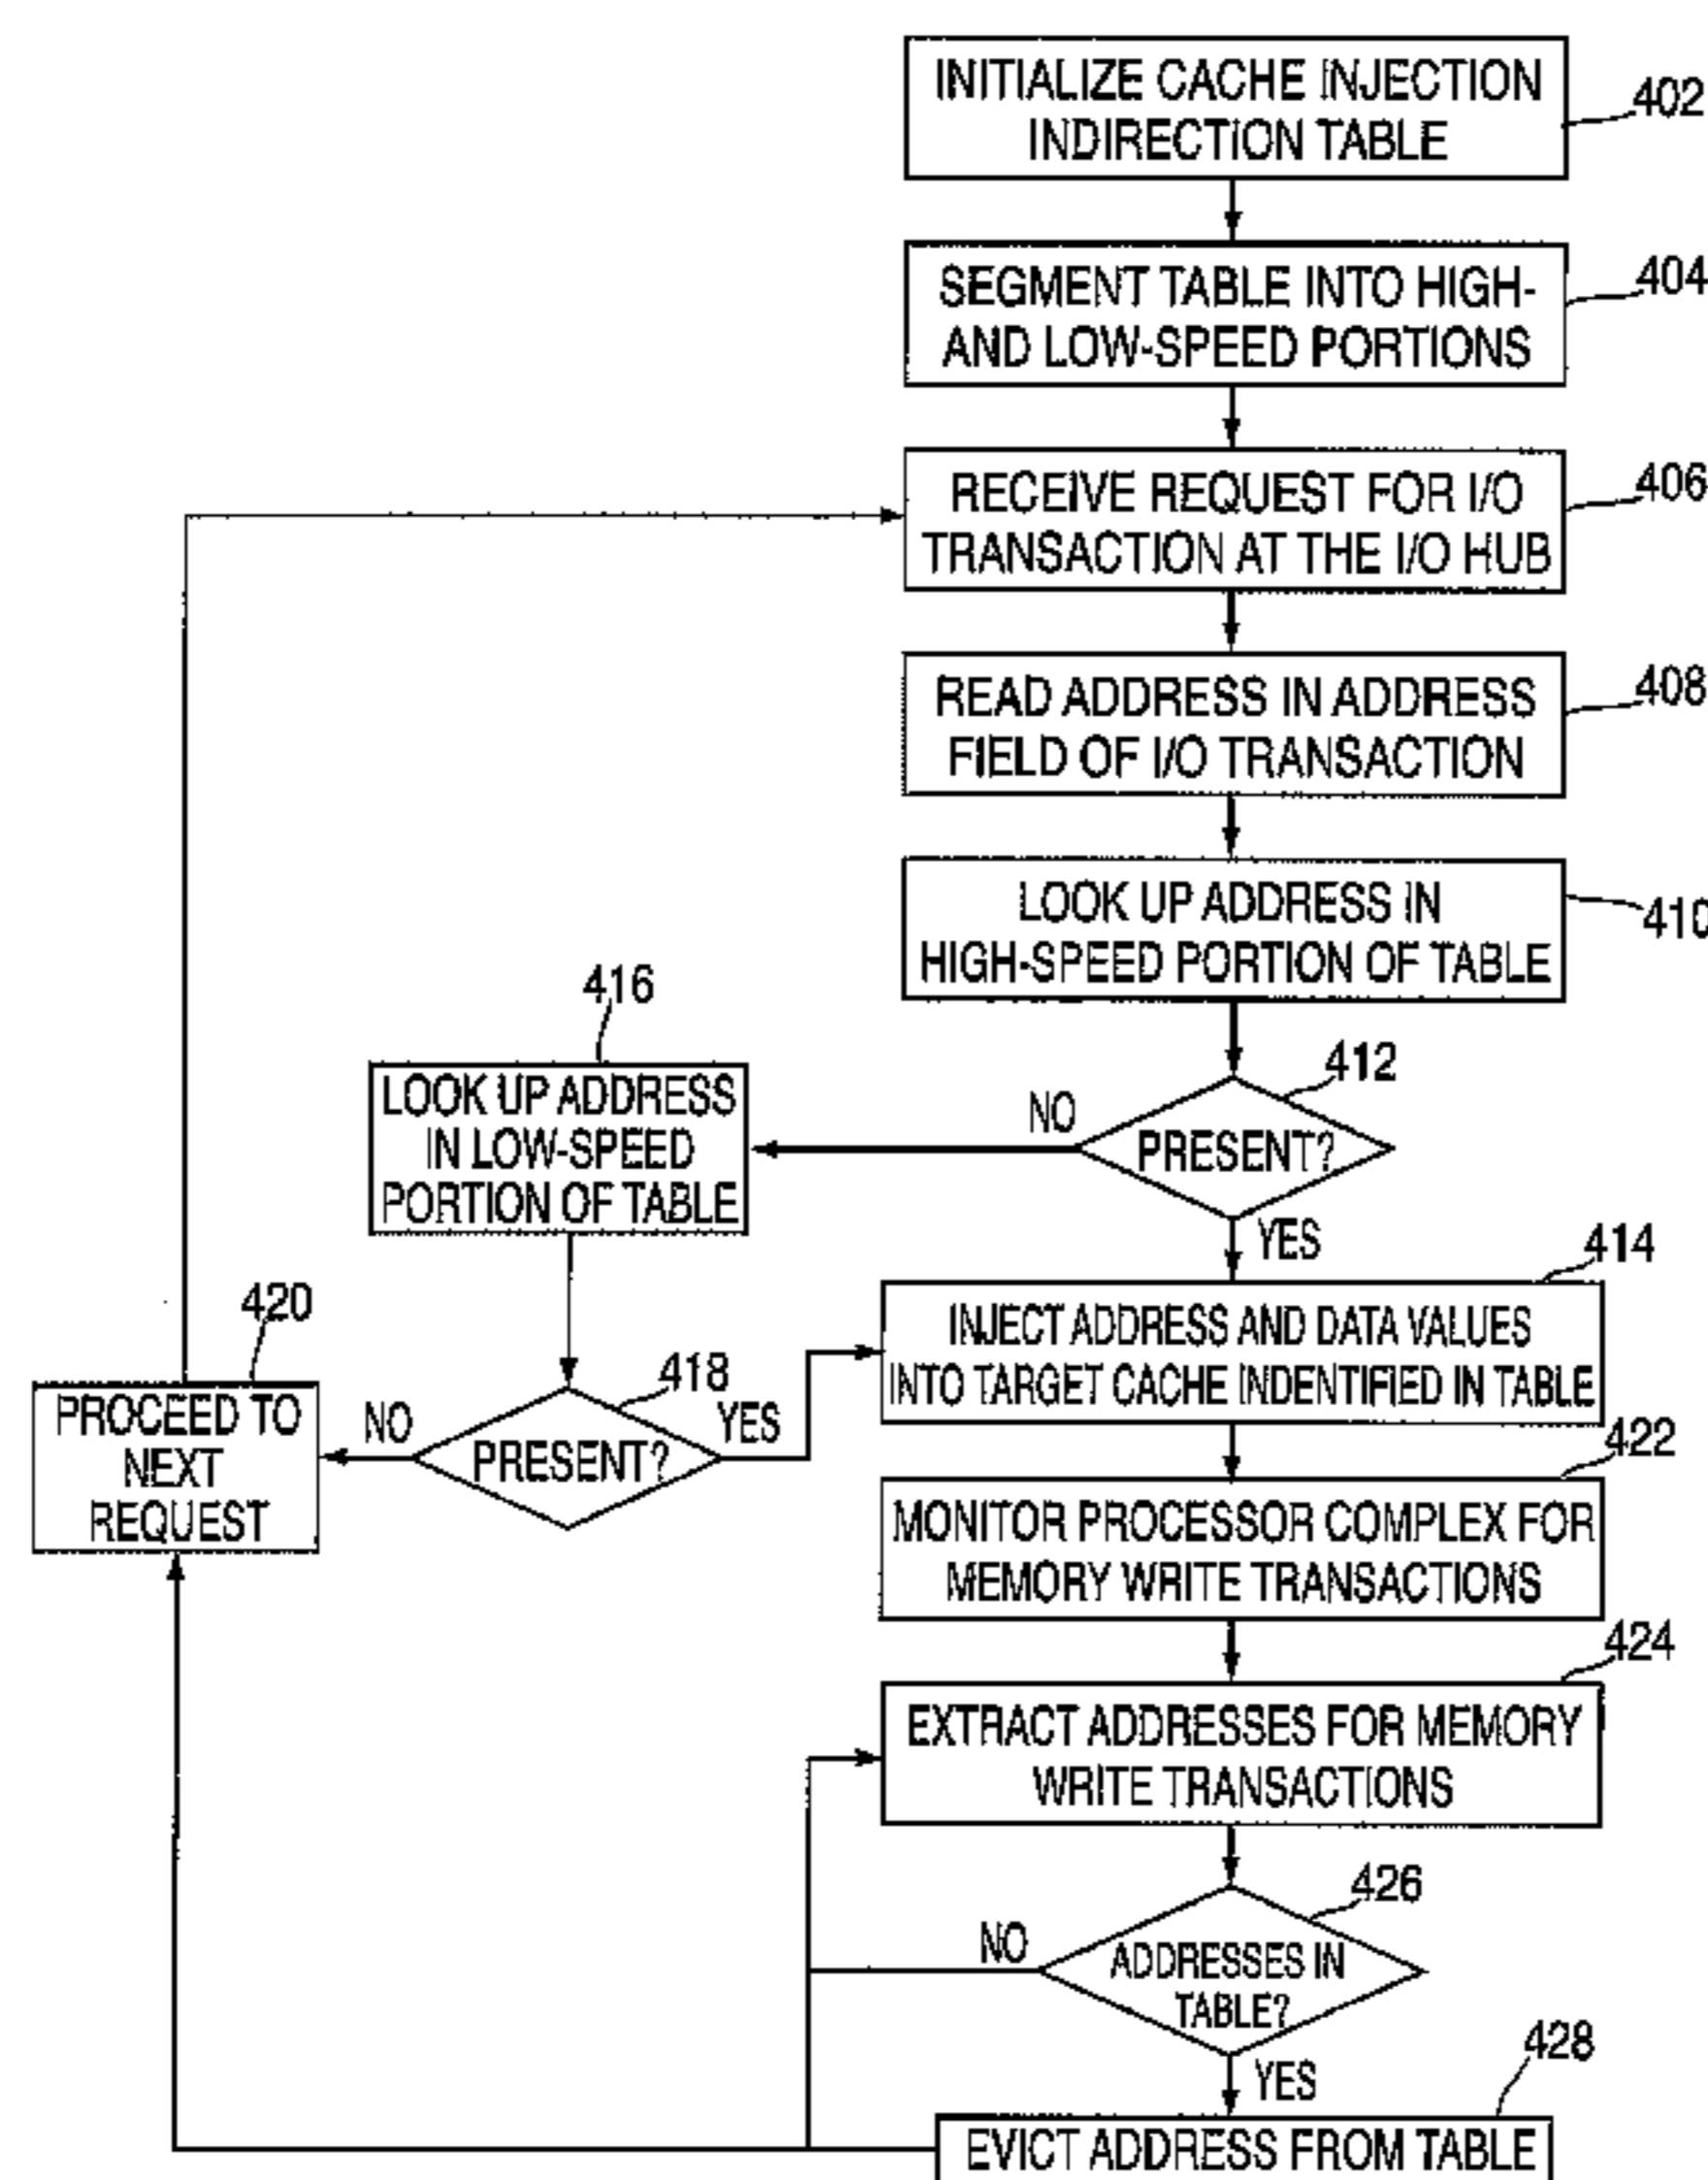 INITIALIZE CACHE INJECTION
INDIRECTION TABLE
402
SEGMENT TABLE INTO HIGH-
AND LOW-SPEED PORTIONS
404
RECEIVE REQUEST FOR I/O
TRANSACTION AT THE I/O HUB
406
READ ADDRESS IN ADDRESS
FIELD OF I/O TRANSACTION
408
LOOK UP ADDRESS IN
HIGH-SPEED PORTION OF TABLE
410
412
PRESENT?
NO
YES
416
LOOK UP ADDRESS
IN LOW-SPEED
PORTION OF TABLE
414
INJECT ADDRESS AND DATA VALUES
INTO TARGET CACHE INDENTIFIED IN TABLE
418
PRESENT?
NO
YES
420
PROCEED TO
NEXT
REQUEST
422
MONITOR PROCESSOR COMPLEX FOR
MEMORY WRITE TRANSACTIONS
424
EXTRACT ADDRESSES FOR MEMORY
WRITE TRANSACTIONS
426
ADDRESSES IN
TABLE?
NO
YES
428
EVICT ADDRESS FROM TABLE